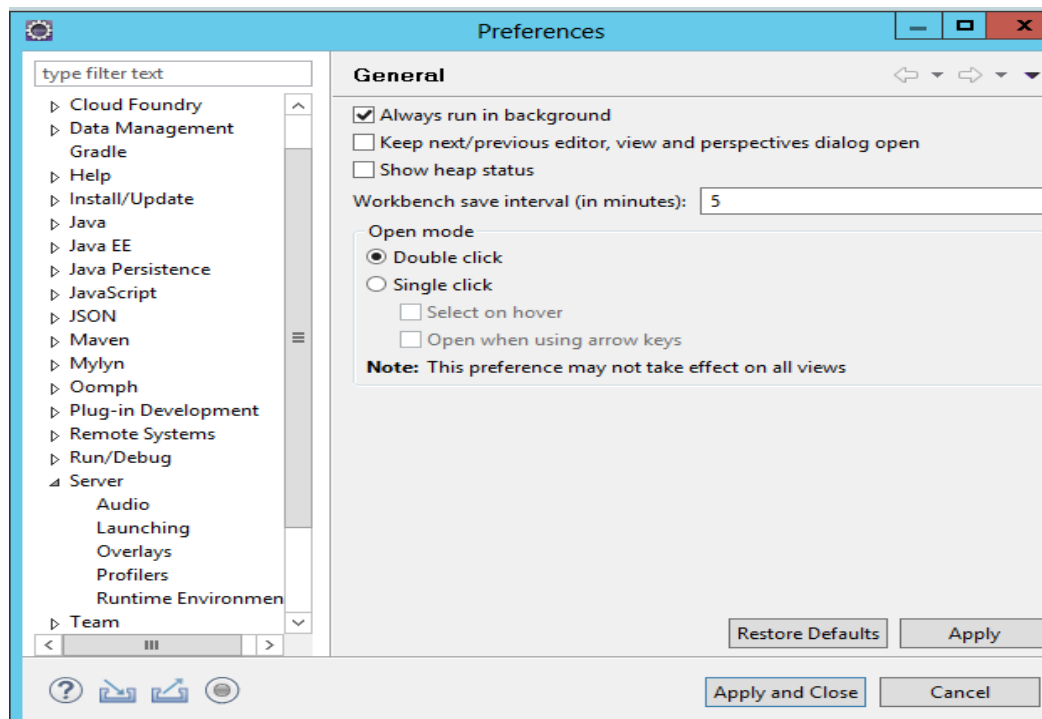 Preferences
type filter text
Cloud Foundry
Data Management
Gradle
Help
Install/Update
Java
Java EE
Java Persistence
JavaScript
JSON
Maven
Mylyn
Oomph
Plug-in Development
Remote Systems
Run/Debug
Server
Audio
Launching
Overlays
Profilers
Runtime Environmen
Team
General
Always run in background
Keep next/previous editor, view and perspectives dialog open
Show heap status
Workbench save interval (in minutes): 5
Open mode
Double click
Single click
Select on hover
Open when using arrow keys
Note: This preference may not take effect on all views
Restore Defaults Apply
Apply and Close Cancel